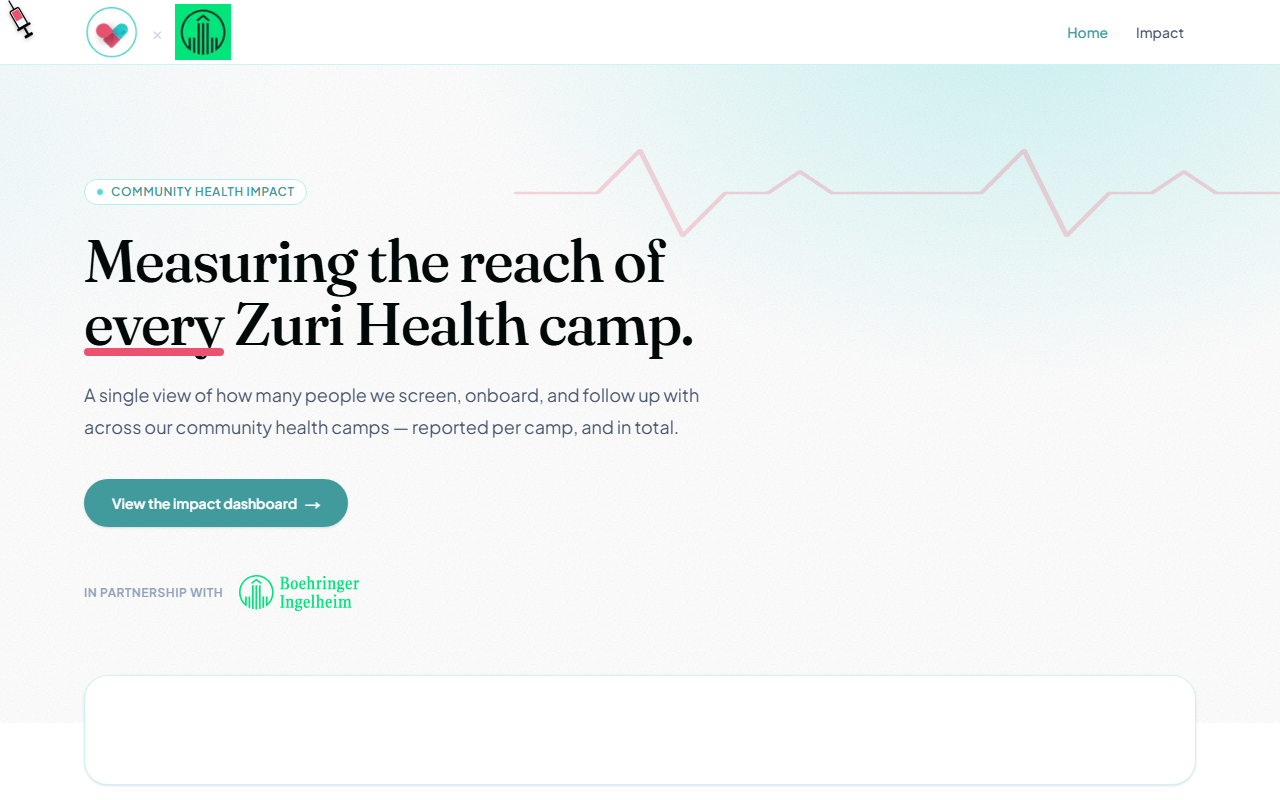 ×
Home
Impact
COMMUNITY HEALTH IMPACT
Measuring the reach of
every Zuri Health camp.
A single view of how many people we screen, onboard, and follow up with
across our community health camps — reported per camp, and in total.
View the impact dashboard →
IN PARTNERSHIP WITH
Boehringer
Ingelheim